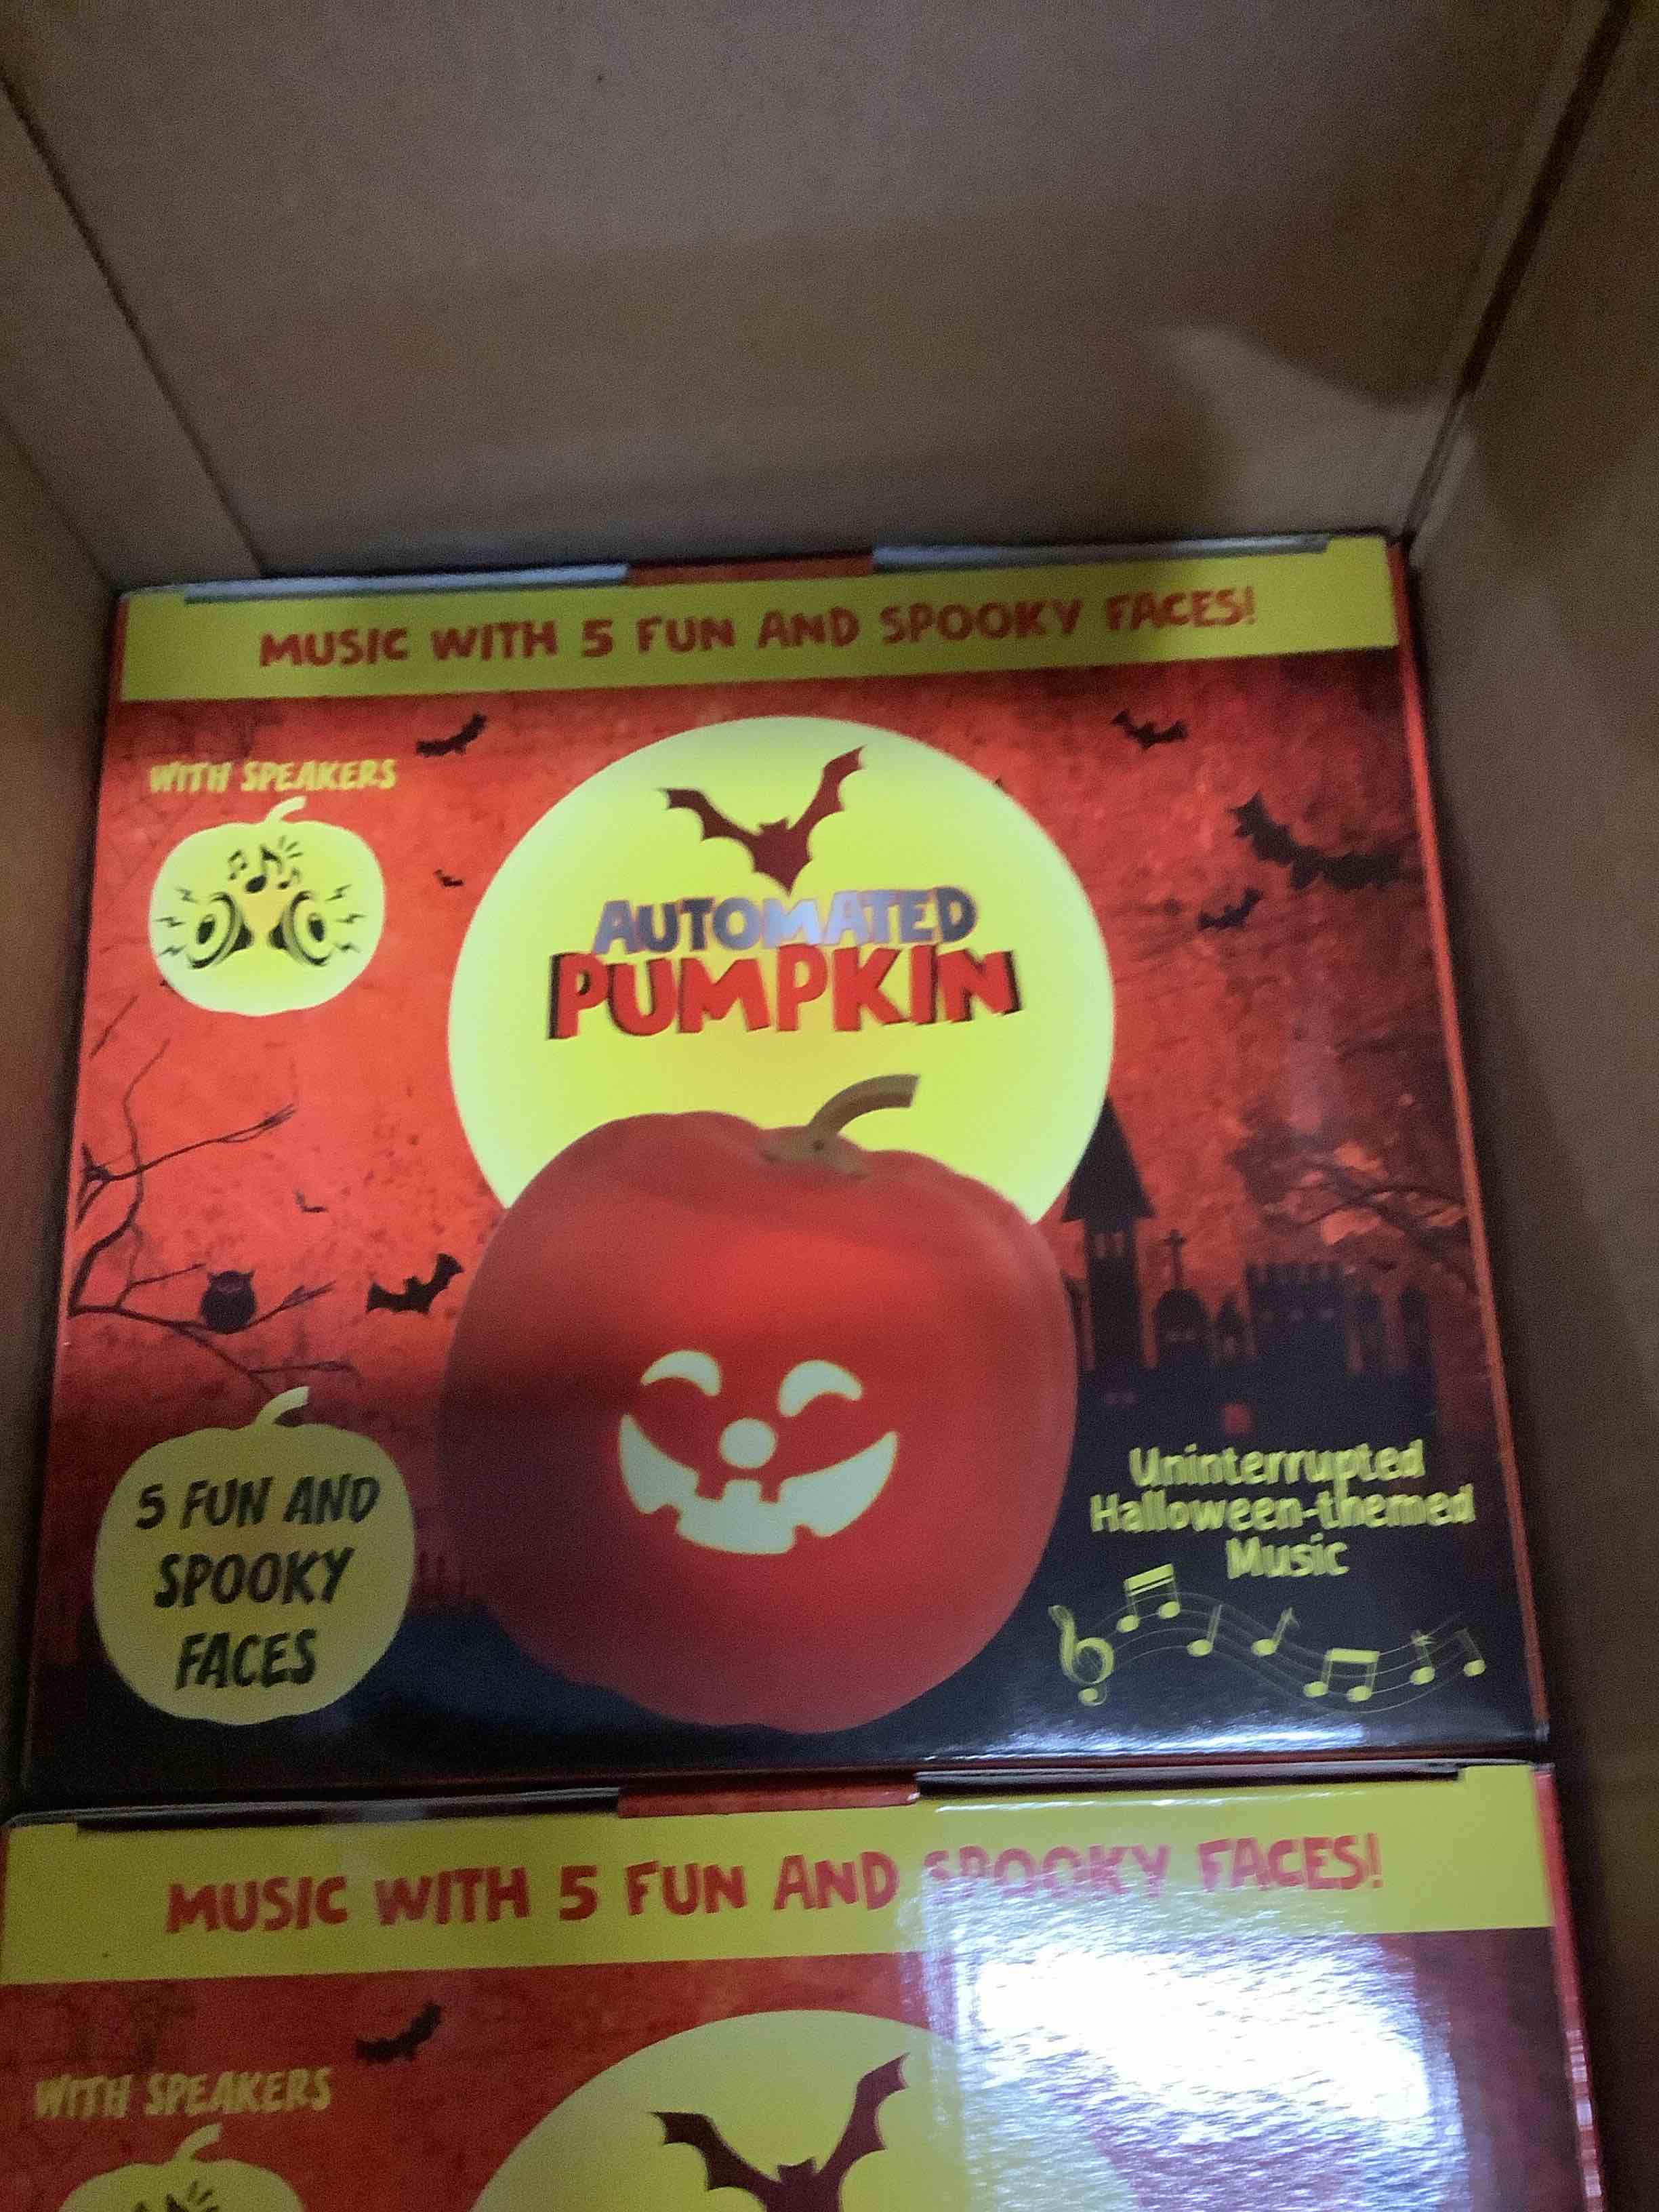 MUSIC WITH 5 FUN AND SPOOKY FACES!
WITH SPEAKERS
AUTOMATED
PUMPKIN
5 FUN AND
SPOOKY
FACES
Uninterrupted
Halloween-themed
Music
MUSIC WITH 5 FUN AND SPOOKY FACES!
WITH SPEAKERS